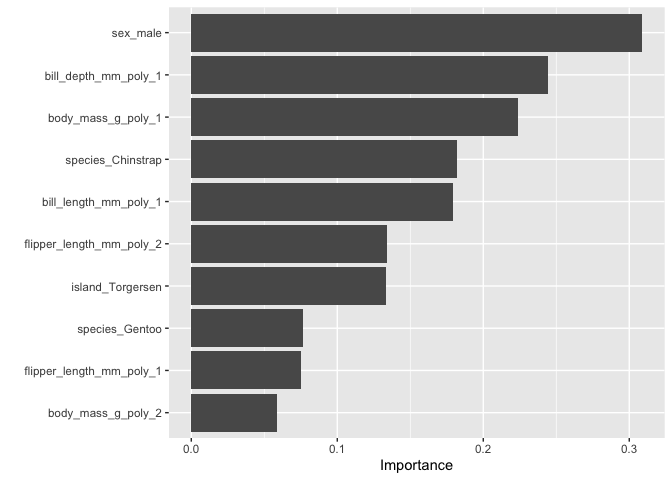 sex_male
bill_depth_mm_poly_1
body_mass_g_poly_1
species_Chinstrap
bill_length_mm_poly_1
flipper_length_mm_poly_2
island_Torgersen
species_Gentoo
flipper_length_mm_poly_1
body_mass_g_poly_2
0.0 0.1 0.2 0.3
Importance